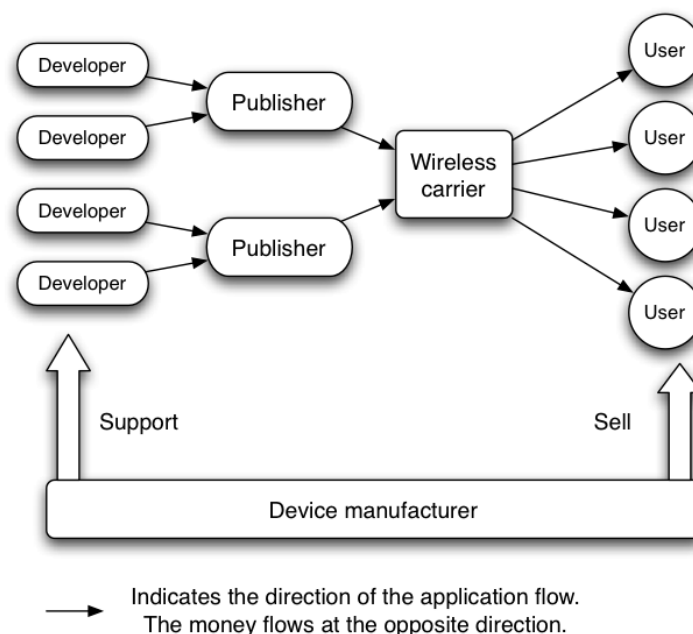 Developer
Developer
Developer
Developer
Publisher
Publisher
Wireless
carrier
User
User
User
User
Support
Sell
Device manufacturer
Indicates the direction of the application flow.
The money flows at the opposite direction.